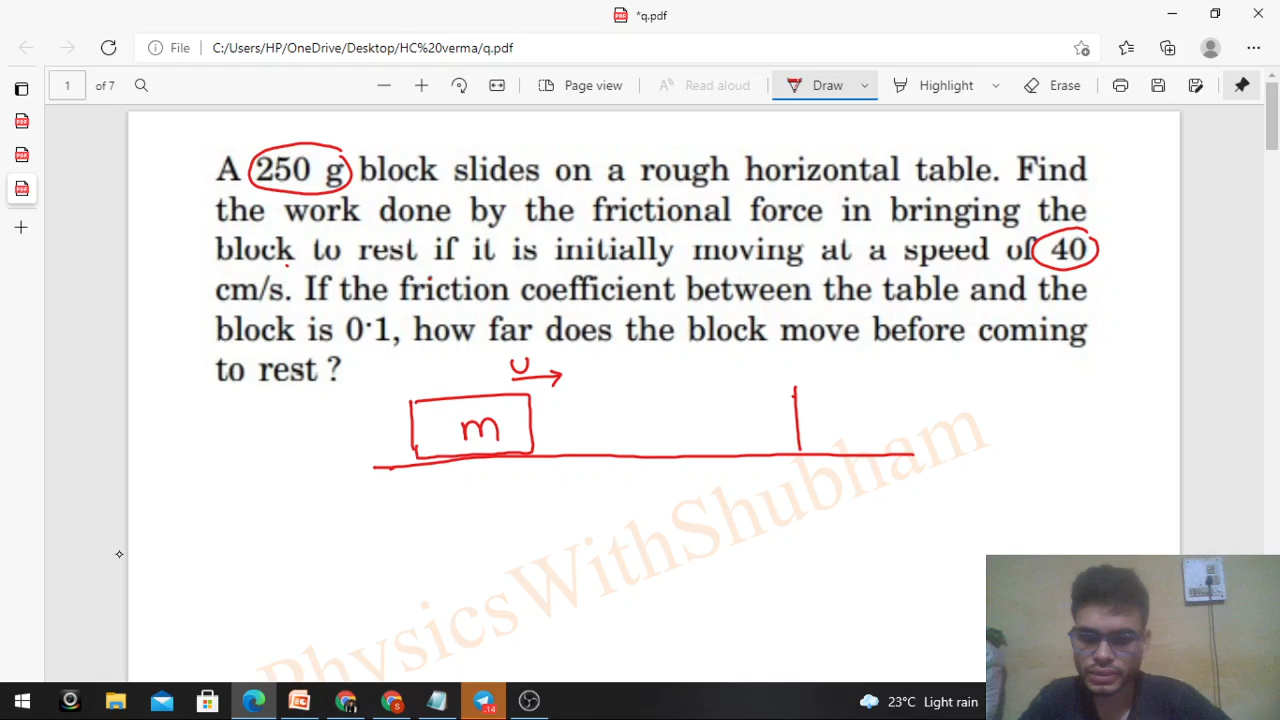 *q.pdf
File C:/Users/HP/OneDrive/Desktop/HC%20verma/q.pdf
1 of 7 Page view Read aloud Draw Highlight Erase
A 250 g block slides on a rough horizontal table. Find
the work done by the frictional force in bringing the
block to rest if it is initially moving at a speed of 40
cm/s. If the friction coefficient between the table and the
block is 0·1, how far does the block move before coming
to rest ?
U
m
PhysicsWithShubham
14
23°C Light rain